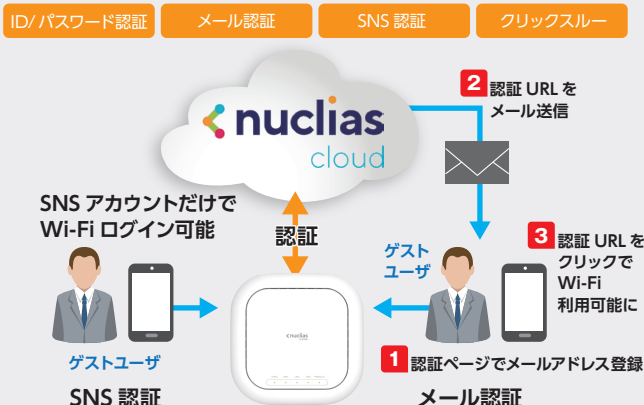 ID/パスワード認証
メール認証
SNS 認証
クリックスルー
nuclias
cloud
2 認証 URL を
メール送信
SNS アカウントだけで
Wi-Fi ログイン可能
認証
ゲスト
ユーザ
3 認証 URL を
クリックで
Wi-Fi
利用可能に
nuclias
ゲストユーザ
1 認証ページでメールアドレス登録
SNS 認証
メール認証